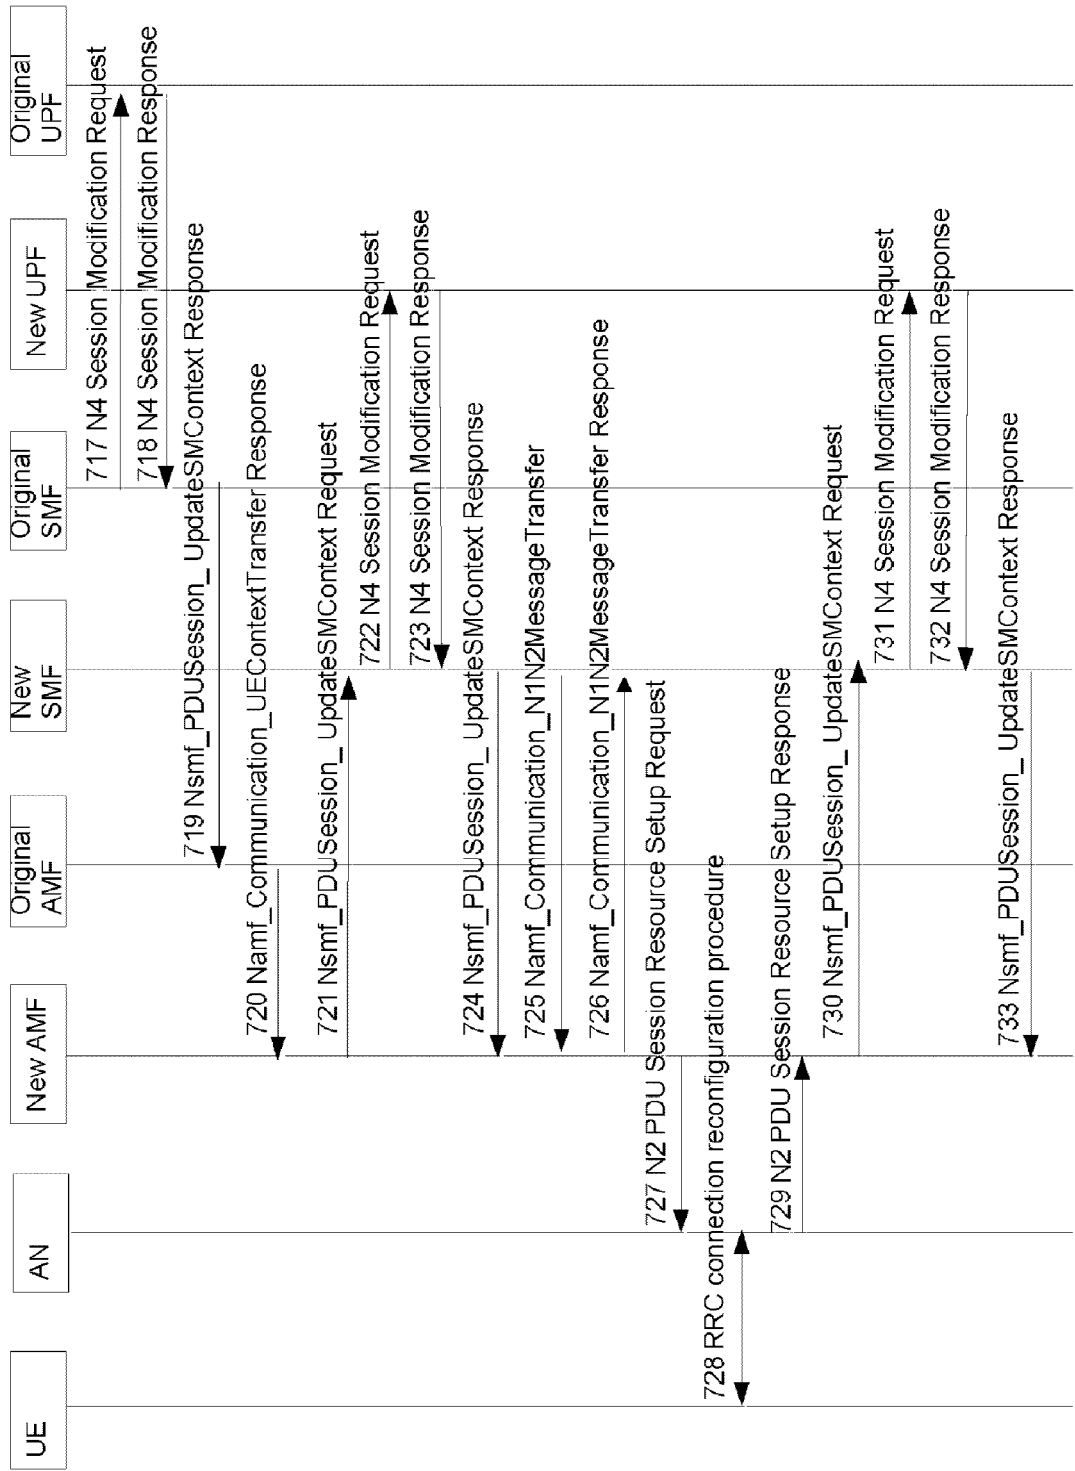 UE
AN
New AMF
Original
AMF
New
SMF
Original
SMF
New UPF
Original
UPF
717 N4 Session Modification Request
718 N4 Session Modification Response
719 Nsmf_PDUSession_ UpdateSMContext Response
720 Namf_Communication_UEContextTransfer Response
721 Nsmf_PDUSession_ UpdateSMContext Request
722 N4 Session Modification Request
723 N4 Session Modification Response
724 Nsmf_PDUSession_ UpdateSMContext Response
725 Namf_Communication_N1N2MessageTransfer
726 Namf_Communication_N1N2MessageTransfer Response
727 N2 PDU Session Resource Setup Request
728 RRC connection reconfiguration procedure
729 N2 PDU Session Resource Setup Response
730 Nsmf_PDUSession_ UpdateSMContext Request
731 N4 Session Modification Request
732 N4 Session Modification Response
733 Nsmf_PDUSession_ UpdateSMContext Response